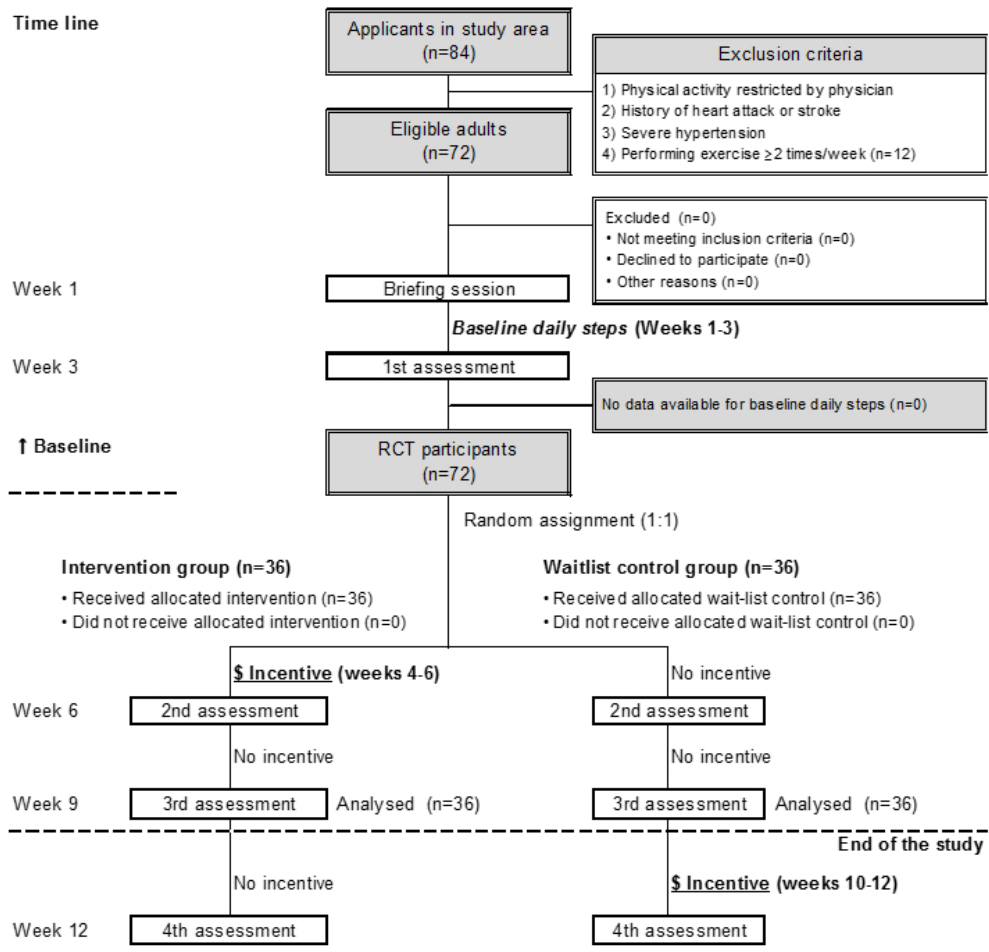 Time line
Applicants in study area
(n=84)
Exclusion criteria
1) Physical activity restricted by physician
2) History of heart attack or stroke
3) Severe hypertension
4) Performing exercise ≥2 times/week (n=12)
Eligible adults
(n=72)
Excluded (n=0)
• Not meeting inclusion criteria (n=0)
• Declined to participate (n=0)
• Other reasons (n=0)
Week 1
Briefing session
Baseline daily steps (Weeks 1-3)
Week 3
1st assessment
No data available for baseline daily steps (n=0)
↑ Baseline
RCT participants
(n=72)
Random assignment (1:1)
Intervention group (n=36)
• Received allocated intervention (n=36)
• Did not receive allocated intervention (n=0)
Waitlist control group (n=36)
• Received allocated wait-list control (n=36)
• Did not receive allocated wait-list control (n=0)
$ Incentive (weeks 4-6)
No incentive
Week 6
2nd assessment
2nd assessment
No incentive
No incentive
Week 9
3rd assessment
Analysed (n=36)
3rd assessment
Analysed (n=36)
End of the study
No incentive
$ Incentive (weeks 10-12)
Week 12
4th assessment
4th assessment